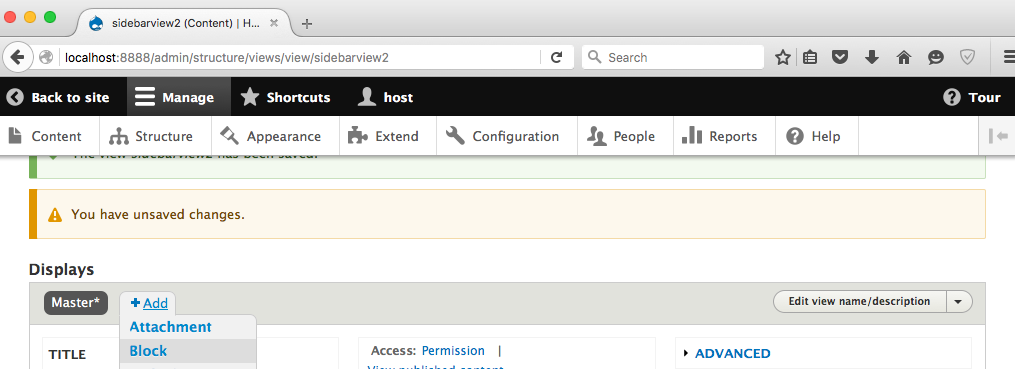 sidebarview2 (Content) | H...
localhost:8888/admin/structure/views/view/sidebarview2
Search
Back to site Manage Shortcuts host Tour
Content Structure Appearance Extend Configuration People Reports Help
The view sidebarview2 has been saved.
You have unsaved changes.
Displays
Master* Add Edit view name/description
Attachment
Block
TITLE
Access: Permission |
View published content
ADVANCED